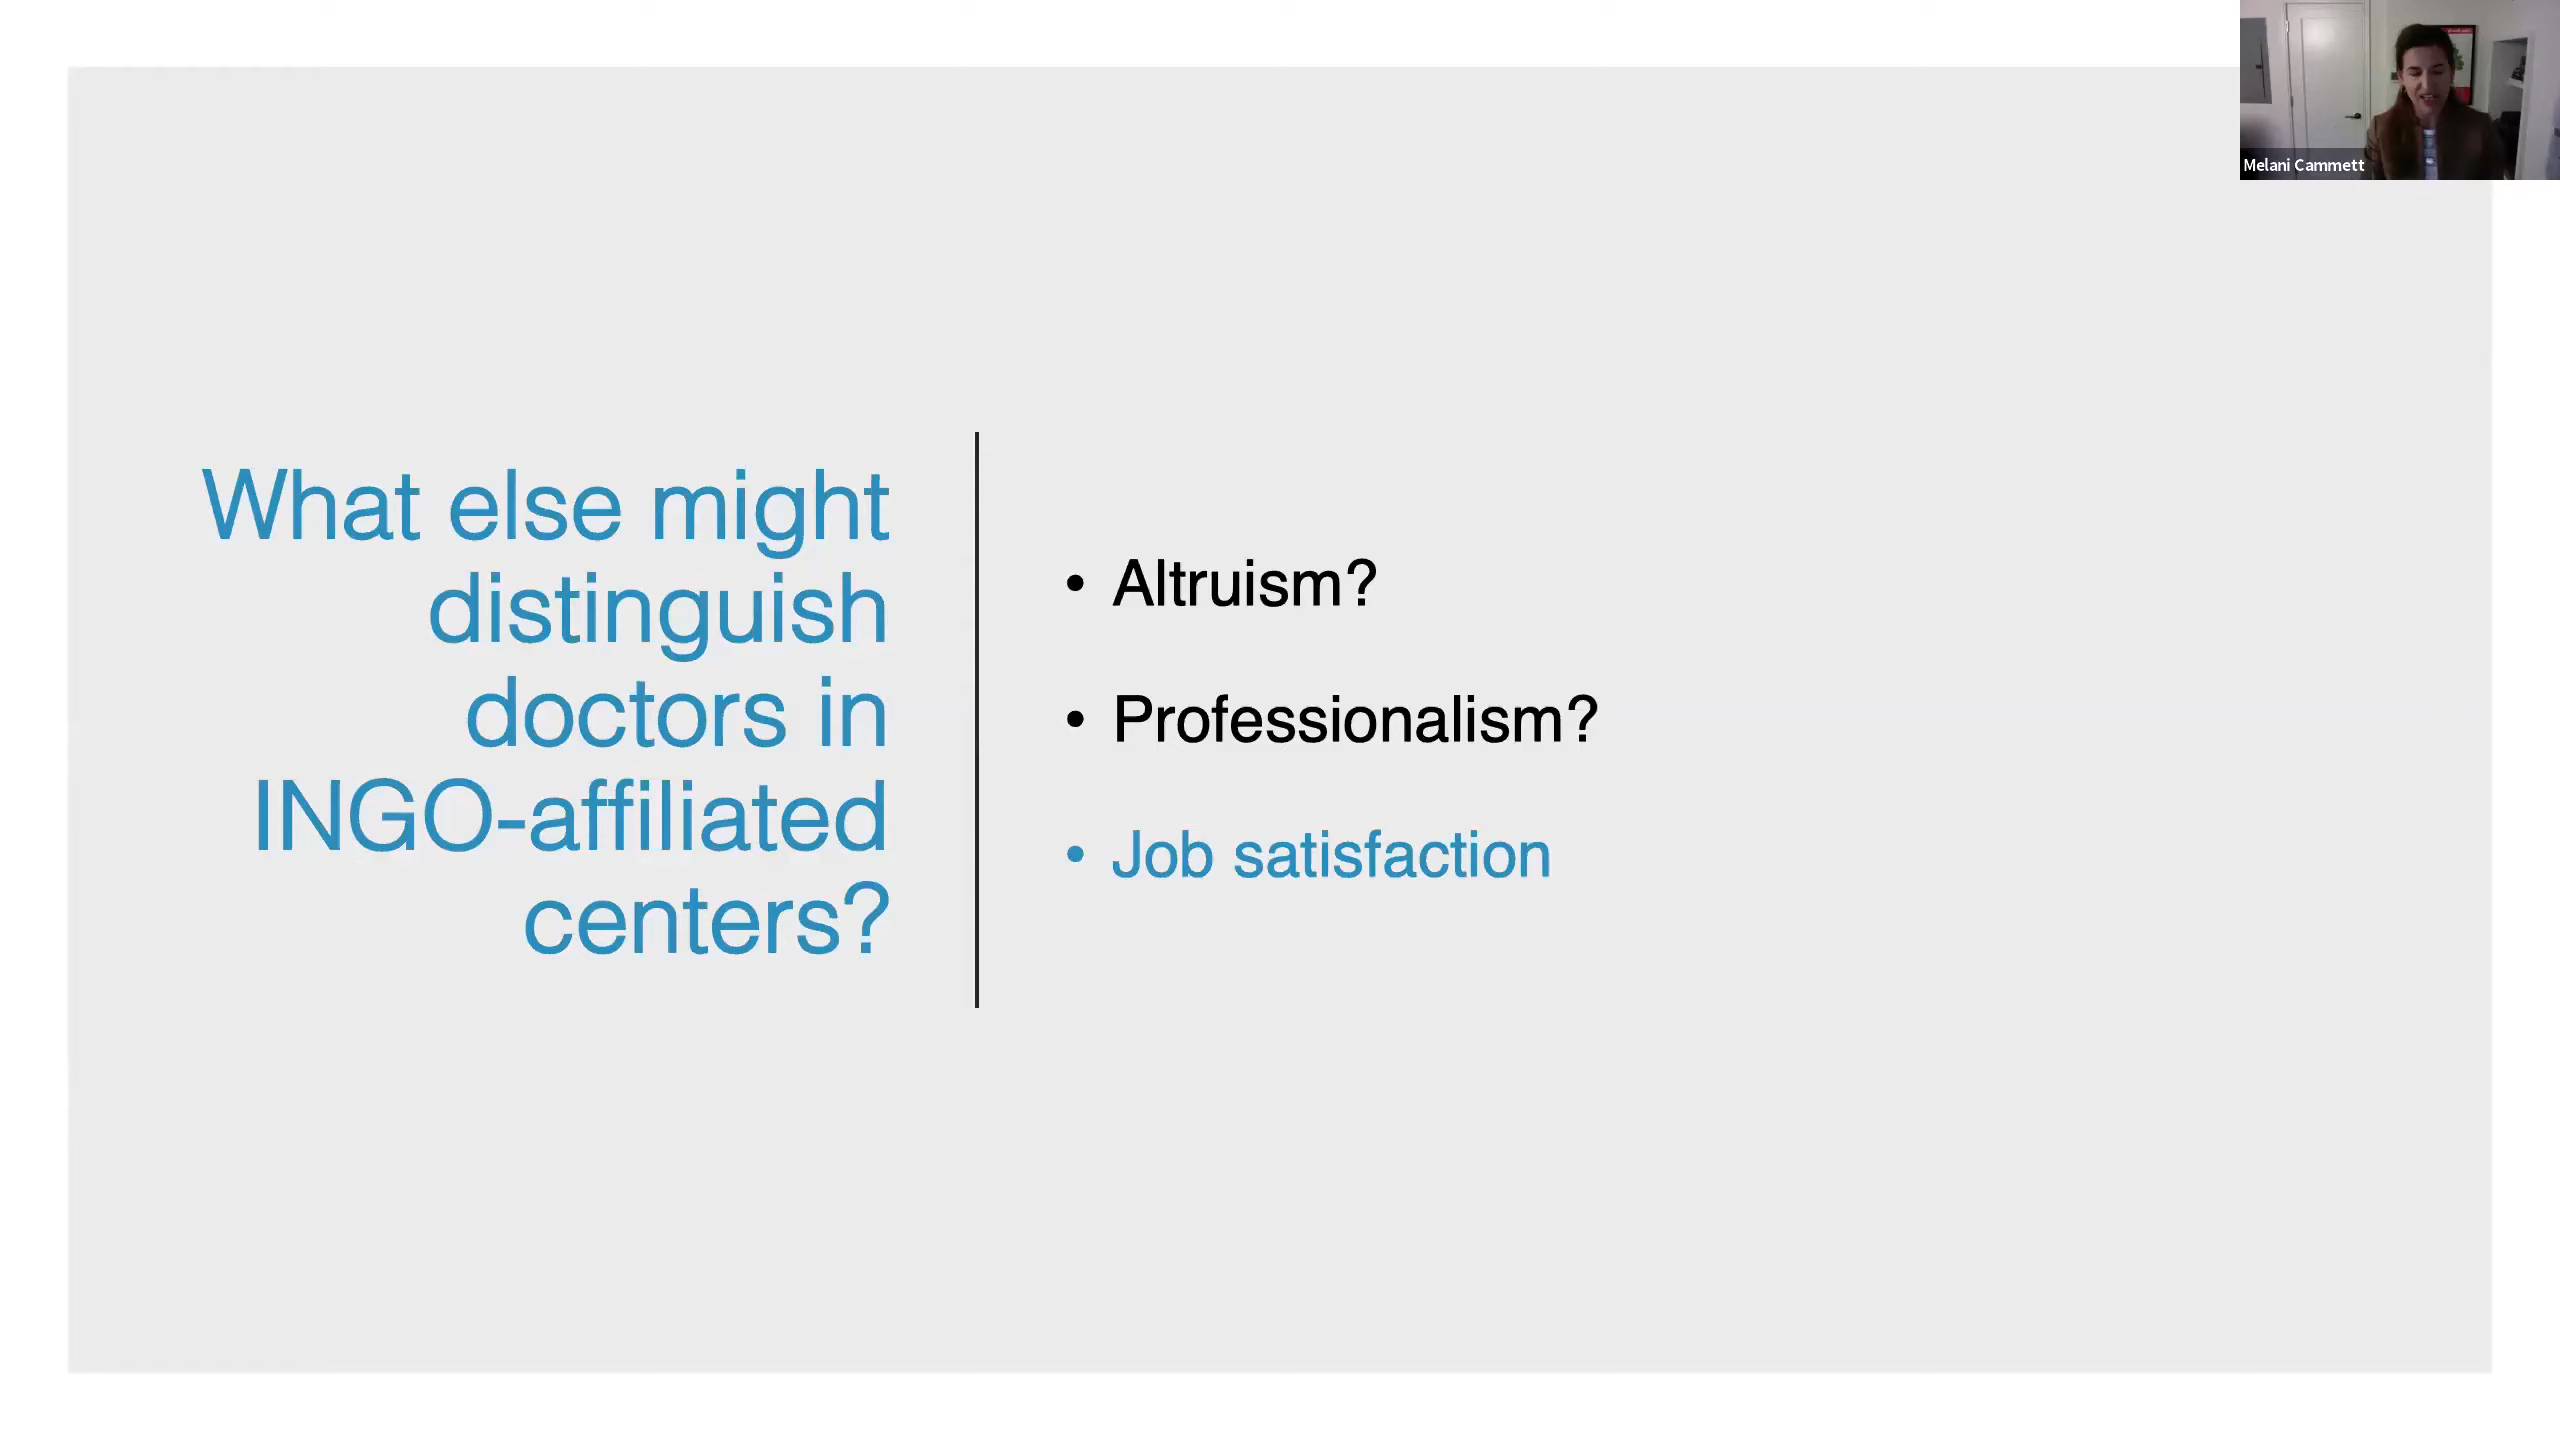 Melani Cammett
What else might
distinguish
doctors in
INGO-affiliated
centers?
• Altruism?
• Professionalism?
• Job satisfaction